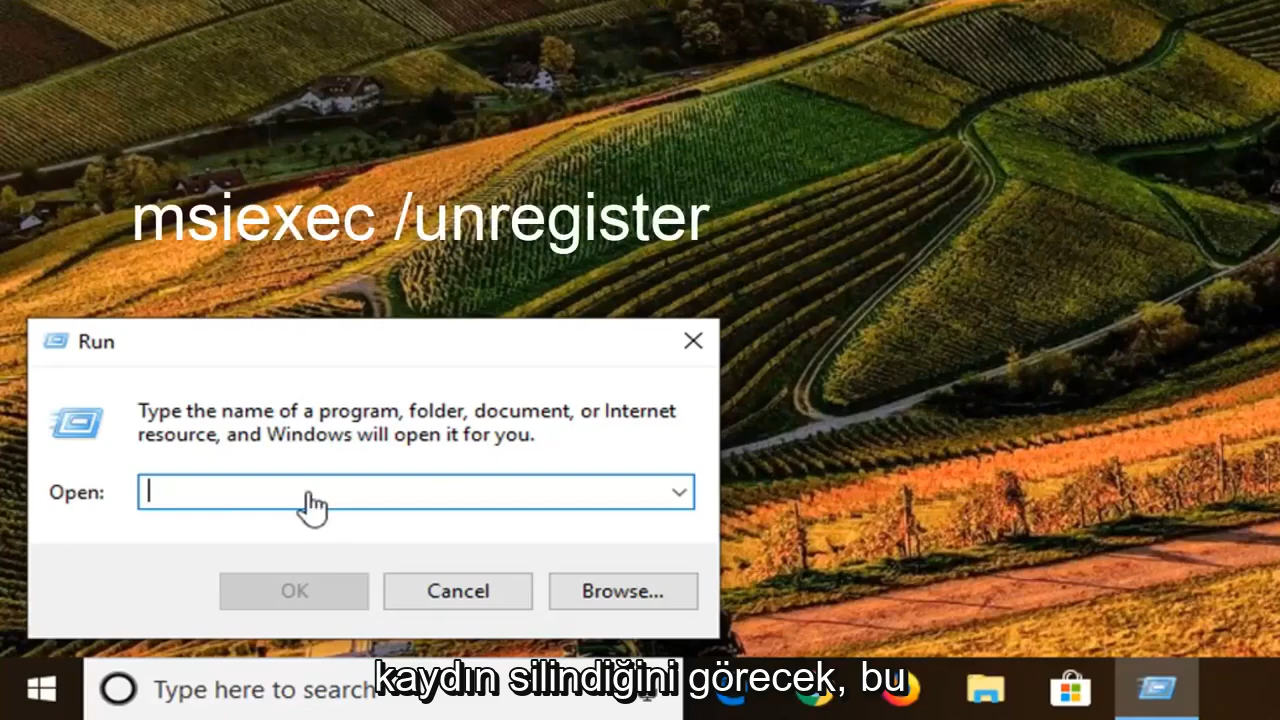 msiexec /unregister
Run
Type the name of a program, folder, document, or Internet
resource, and Windows will open it for you.
Open:
OK
Cancel
Browse...
Type here to search
kaydın silindiğini görecek, bu